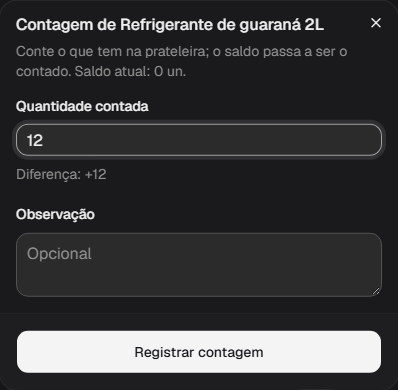 Contagem de Refrigerante de guaraná 2L
Conte o que tem na prateleira; o saldo passa a ser o
contado. Saldo atual: 0 un.
Quantidade contada
12
Diferença: +12
Observação
Opcional
Registrar contagem